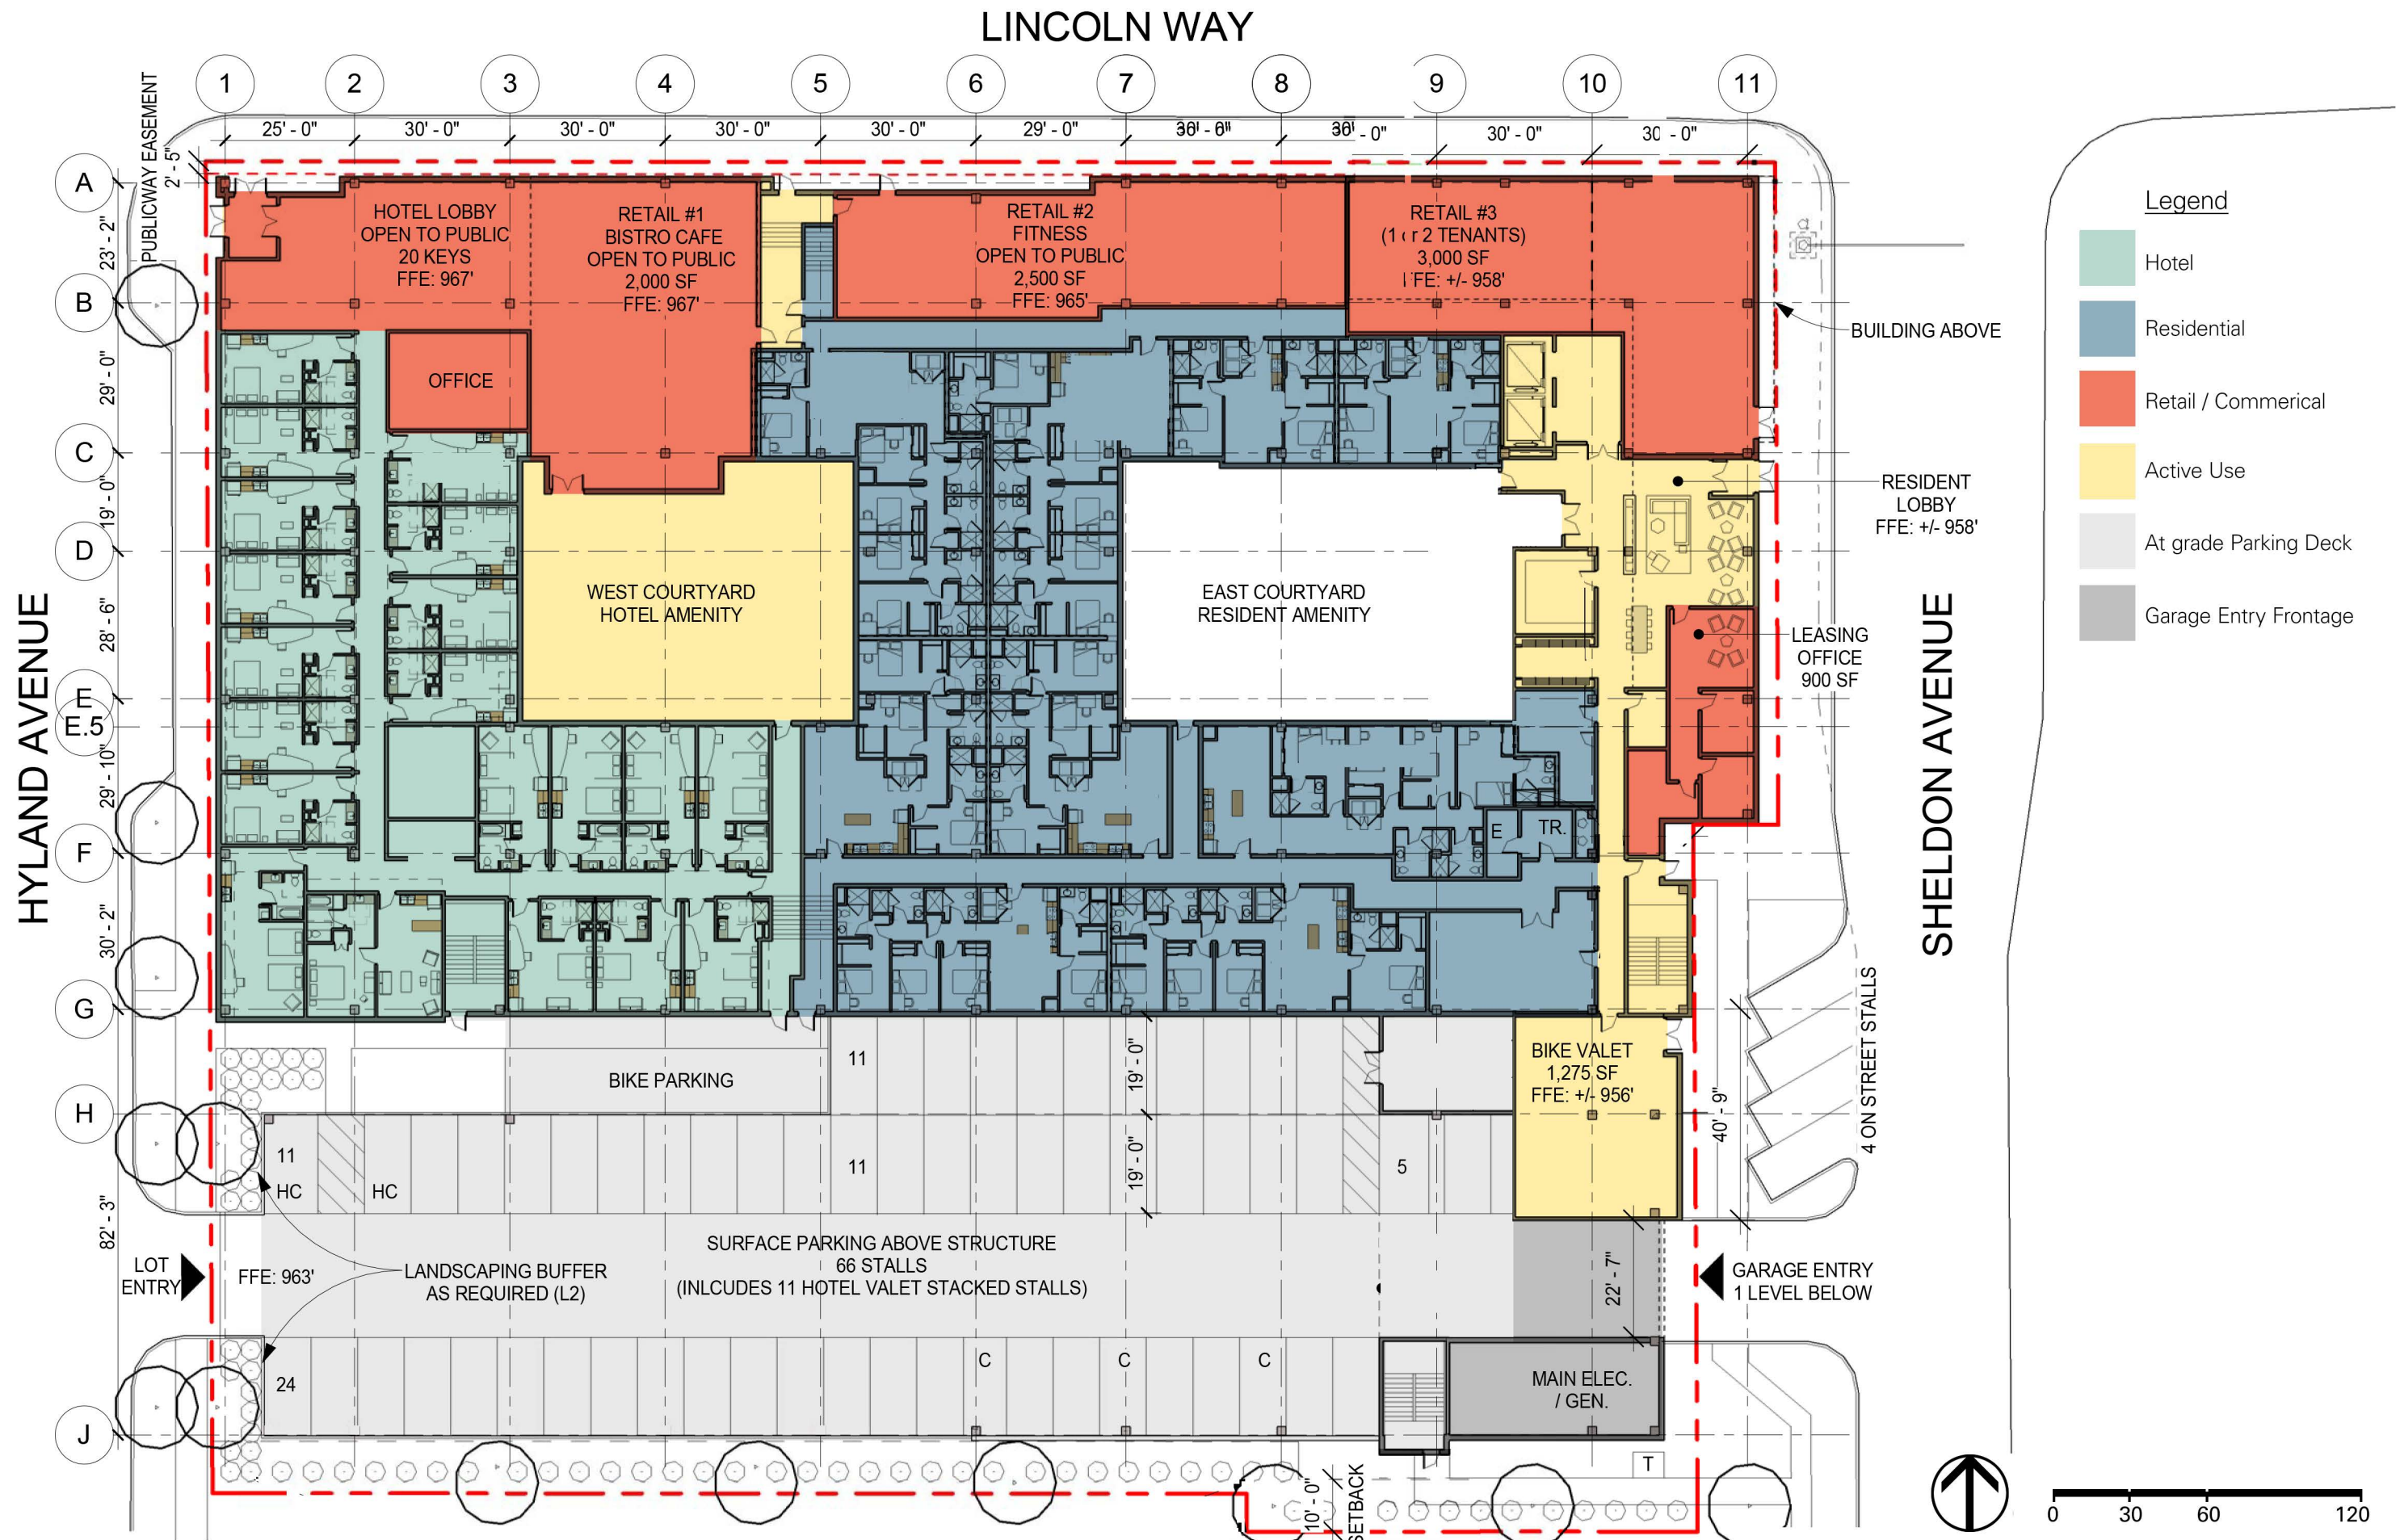 LINCOLN WAY
1
2
3
4
5
6
7
8
9
10
11
25' - 0"
30' - 0"
30' - 0"
30' - 0"
30' - 0"
29' - 0"
30' - 0"
30' - 0"
30' - 0"
PUBLICWAY EASEMENT
2' - 5"
A
B
C
D
E
E.5
F
G
H
J
23' - 2"
29' - 0"
19' - 0"
28' - 6"
29' - 10"
30' - 2"
82' - 3"
HYLAND AVENUE
SHELDON AVENUE
HOTEL LOBBY
OPEN TO PUBLIC
20 KEYS
FFE: 967'
RETAIL #1
BISTRO CAFE
OPEN TO PUBLIC
2,000 SF
FFE: 967'
RETAIL #2
FITNESS
OPEN TO PUBLIC
2,500 SF
FFE: 965'
RETAIL #3
2 TENANTS)
3,000 SF
FFE: +/- 958'
OFFICE
BUILDING ABOVE
RESIDENT
LOBBY
FFE: +/- 958'
WEST COURTYARD
HOTEL AMENITY
EAST COURTYARD
RESIDENT AMENITY
LEASING
OFFICE
900 SF
E
TR.
4 ON STREET STALLS
BIKE PARKING
11
19' - 0"
BIKE VALET
1,275 SF
FFE: +/- 956'
40' - 9"
11
HC
HC
11
19' - 0"
5
SURFACE PARKING ABOVE STRUCTURE
66 STALLS
(INLCUDES 11 HOTEL VALET STACKED STALLS)
LOT
ENTRY
FFE: 963'
LANDSCAPING BUFFER
AS REQUIRED (L2)
22' - 7"
GARAGE ENTRY
1 LEVEL BELOW
24
C
C
C
MAIN ELEC.
/ GEN.
T
10' - 0"
SETBACK
Legend
Hotel
Residential
Retail / Commerical
Active Use
At grade Parking Deck
Garage Entry Frontage
0 30 60 120